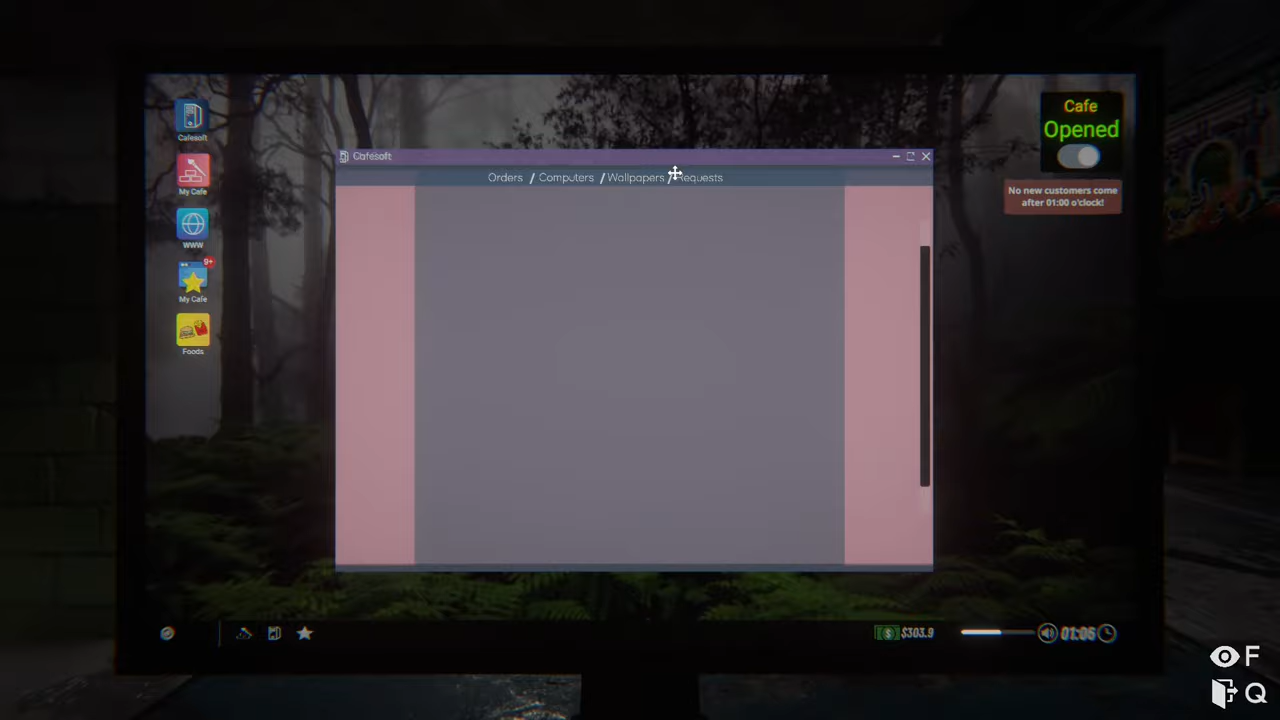 Cafe
Opened
No new customers come
after 01:00 o'clock!
Cafesoft
My Cafe
WWW
9+
My Cafe
Foods
Cafesoft
Orders / Computers / Wallpapers / Requests
$303.9
01:06
F
Q